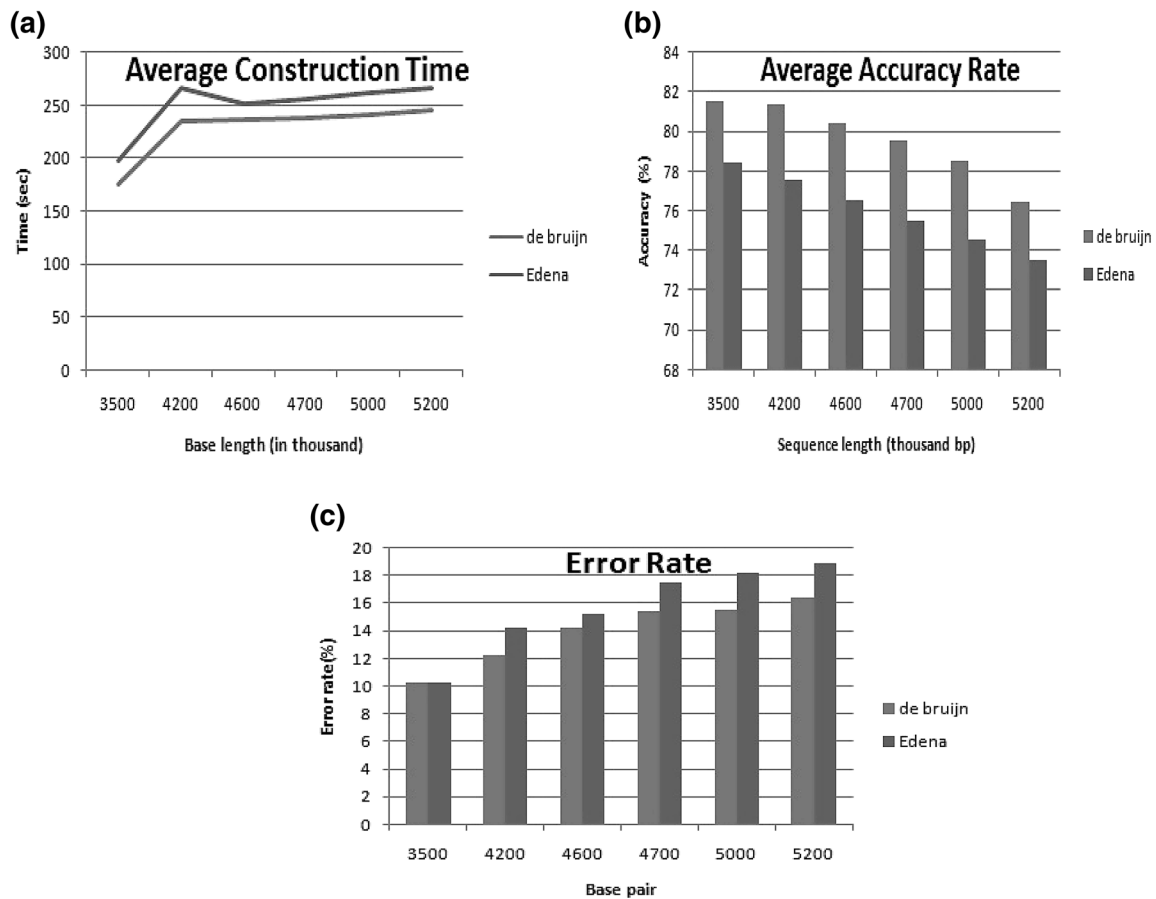 (a)
Average Construction Time
300
250
200
150
100
50
0
Time (sec)
3500 4200 4600 4700 5000 5200
Base length (in thousand)
de bruijn
Edena
(b)
Average Accuracy Rate
84
82
80
78
76
74
72
70
68
Accuracy (%)
3500 4200 4600 4700 5000 5200
Sequence length (thousand bp)
de bruijn
Edena
(c)
Error Rate
20
18
16
14
12
10
8
6
4
2
0
Error rate(%)
3500 4200 4600 4700 5000 5200
Base pair
de bruijn
Edena